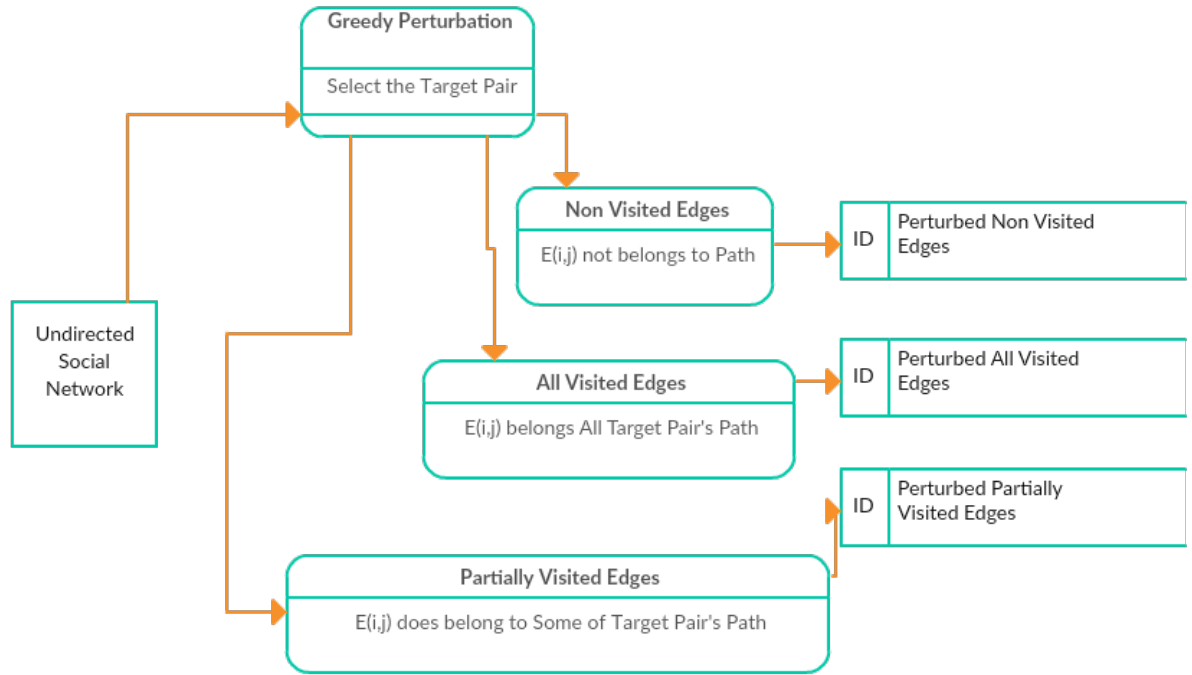 Greedy Perturbation
Select the Target Pair
Non Visited Edges
E(i,j) not belongs to Path
ID
Perturbed Non Visited
Edges
Undirected
Social
Network
All Visited Edges
E(i,j) belongs All Target Pair's Path
ID
Perturbed All Visited
Edges
Partially Visited Edges
E(i,j) does belong to Some of Target Pair's Path
ID
Perturbed Partially
Visited Edges